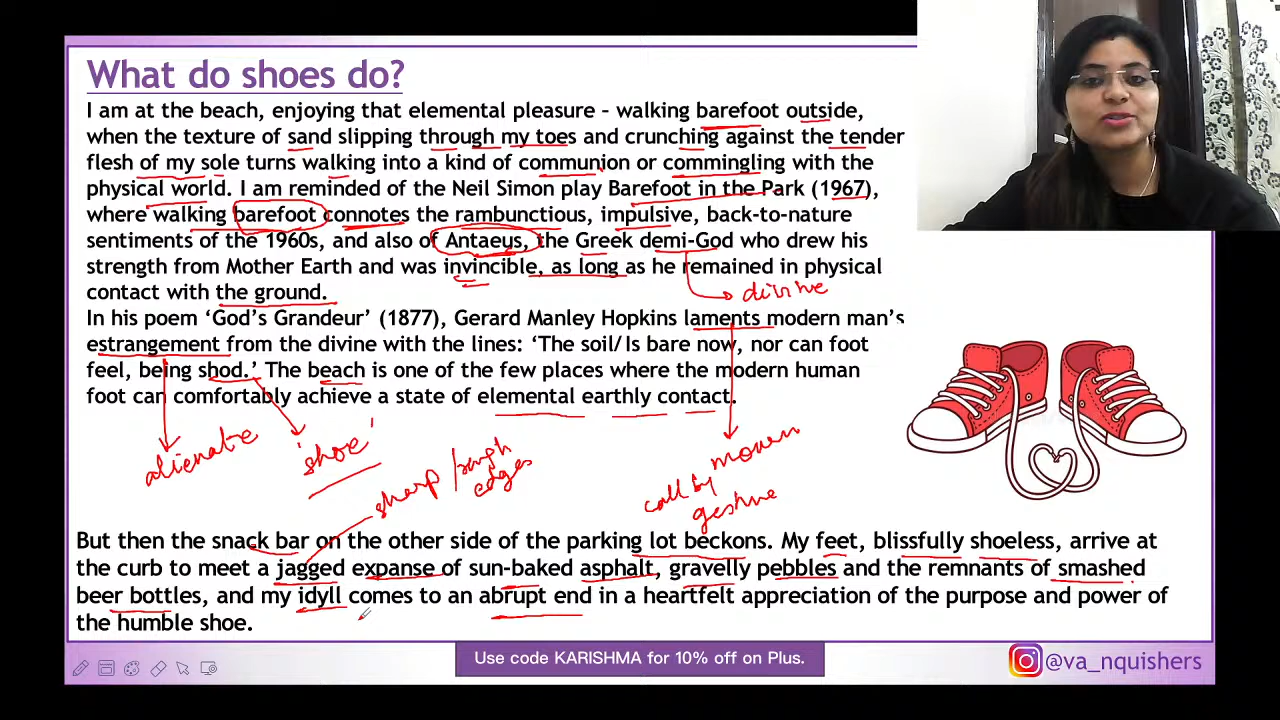 What do shoes do?
I am at the beach, enjoying that elemental pleasure - walking barefoot outside,
when the texture of sand slipping through my toes and crunching against the tender
flesh of my sole turns walking into a kind of communion or commingling with the
physical world. I am reminded of the Neil Simon play Barefoot in the Park (1967),
where walking barefoot connotes the rambunctious, impulsive, back-to-nature
sentiments of the 1960s, and also of Antaeus, the Greek demi-God who drew his
strength from Mother Earth and was invincible, as long as he remained in physical
contact with the ground.
divine
In his poem ‘God’s Grandeur’ (1877), Gerard Manley Hopkins laments modern man’s
estrangement from the divine with the lines: ‘The soil/Is bare now, nor can foot
feel, being shod.’ The beach is one of the few places where the modern human
foot can comfortably achieve a state of elemental earthly contact.
alienate
'shoe'
sharp/rough
edges
mourn
call by
gesture
But then the snack bar on the other side of the parking lot beckons. My feet, blissfully shoeless, arrive at
the curb to meet a jagged expanse of sun-baked asphalt, gravelly pebbles and the remnants of smashed
beer bottles, and my idyll comes to an abrupt end in a heartfelt appreciation of the purpose and power of
the humble shoe.
Use code KARISHMA for 10% off on Plus.
@va_nquishers